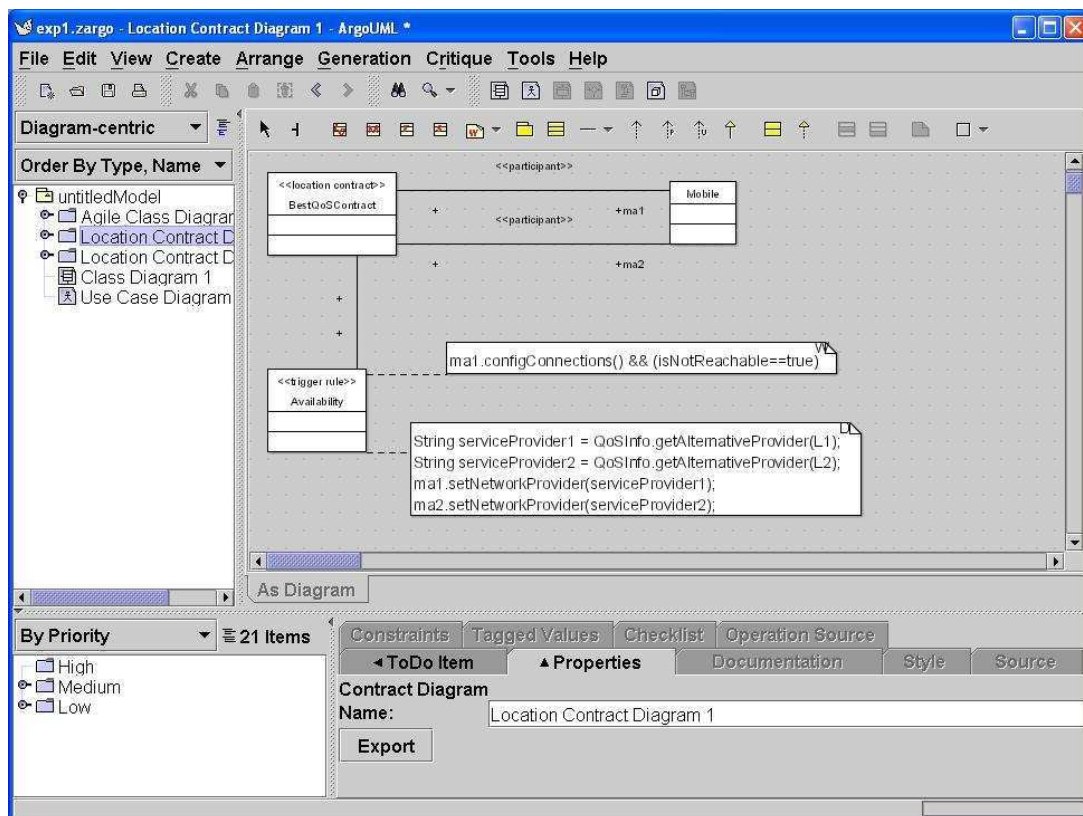 exp1.zargo - Location Contract Diagram 1 - ArgoUML *
File Edit View Create Arrange Generation Critique Tools Help
Diagram-centric
Order By Type, Name
untitledModel
Agile Class Diagrar
Location Contract D
Location Contract D
Class Diagram 1
Use Case Diagram
<<participant>>
<<location contract>>
BestQoSContract
Mobile
+ +ma1
<<participant>>
+ +ma2
+
+
W
ma1.configConnections() && (isNotReachable==true)
<<trigger rule>>
Availability
D
String serviceProvider1 = QoSInfo.getAlternativeProvider(L1);
String serviceProvider2 = QoSInfo.getAlternativeProvider(L2);
ma1.setNetworkProvider(serviceProvider1);
ma2.setNetworkProvider(serviceProvider2);
As Diagram
By Priority
21 Items
High
Medium
Low
Constraints Tagged Values Checklist Operation Source
ToDo Item Properties Documentation Style Source
Contract Diagram
Name: Location Contract Diagram 1
Export